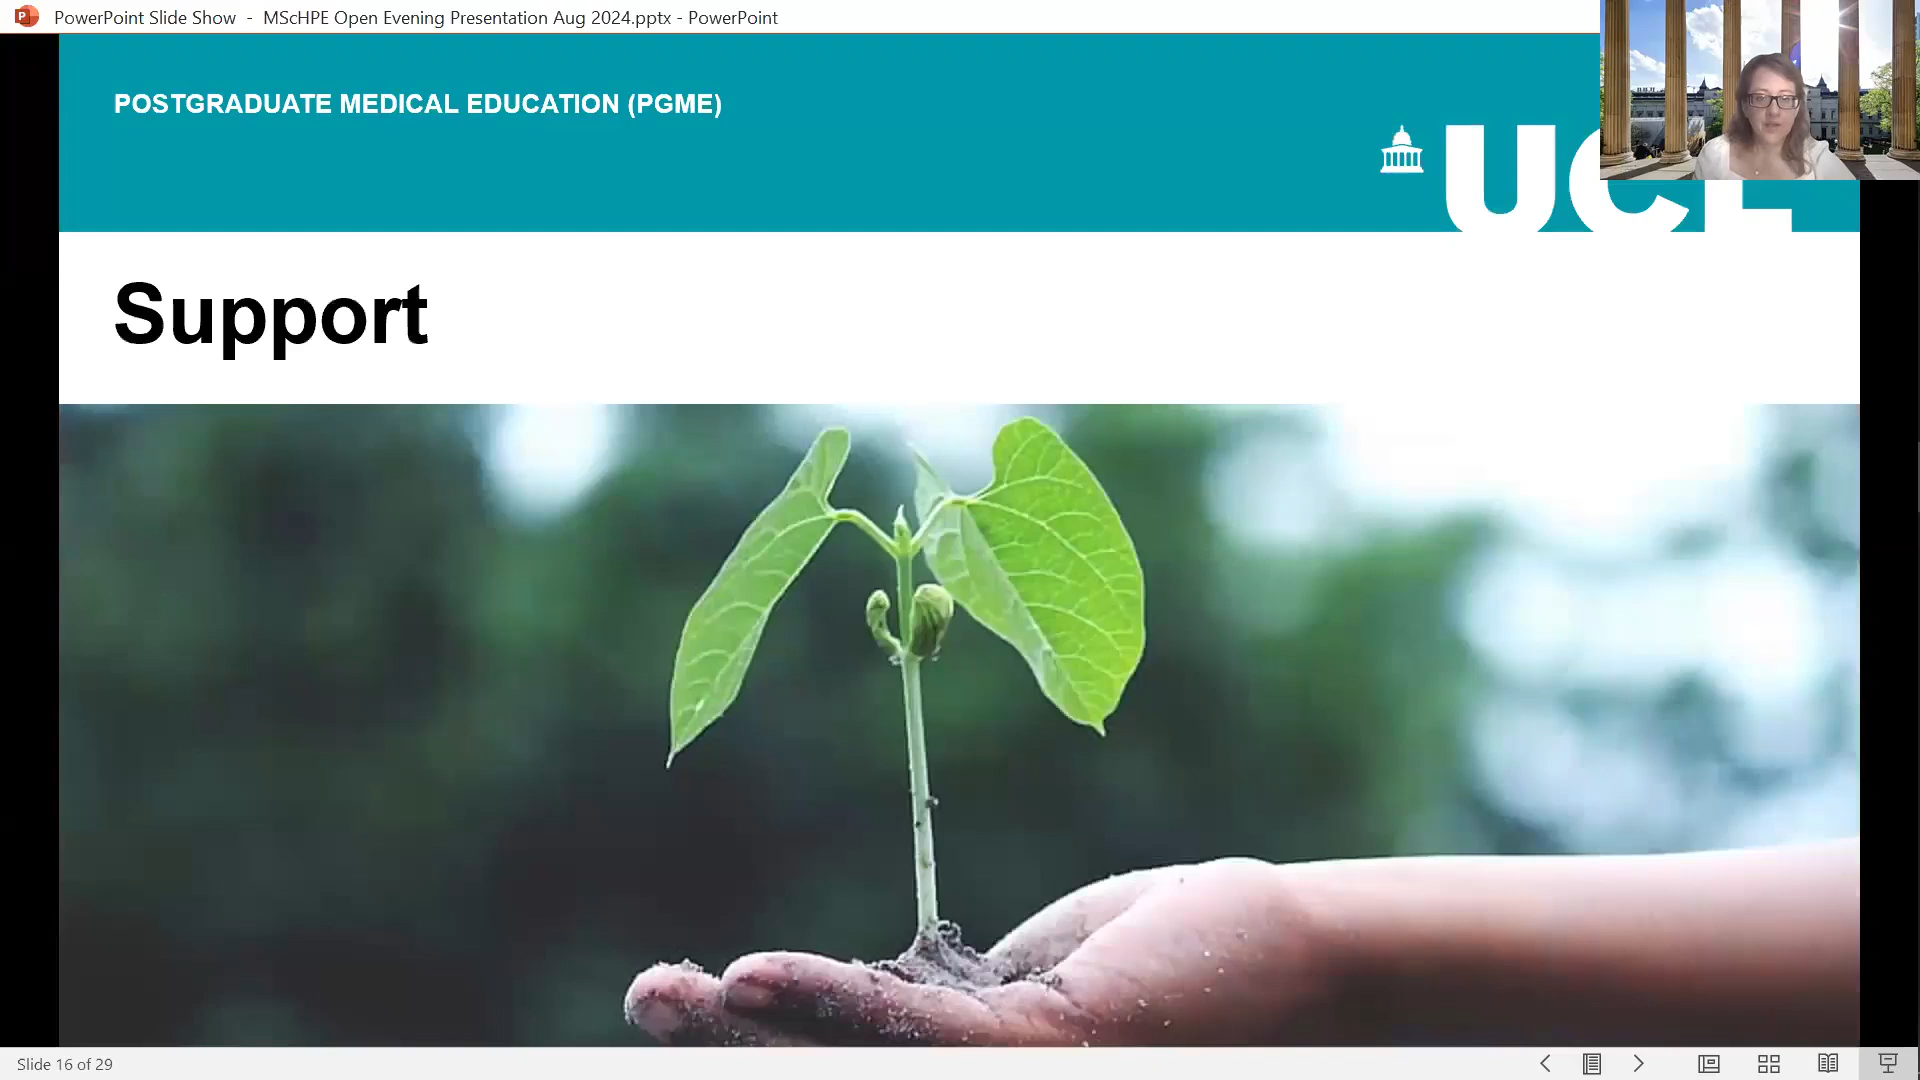 PowerPoint Slide Show - MScHPE Open Evening Presentation Aug 2024.pptx - PowerPoint
POSTGRADUATE MEDICAL EDUCATION (PGME)
UCL
Support
Slide 16 of 29